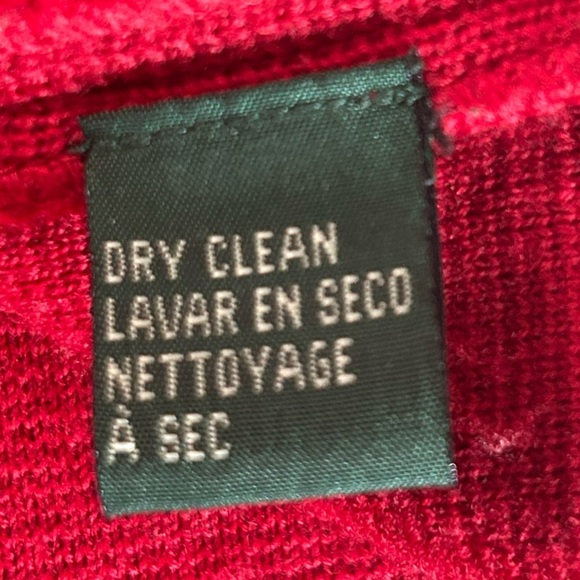 DRY CLEAN
LAVAR EN SECO
NETTOYAGE
À SEC